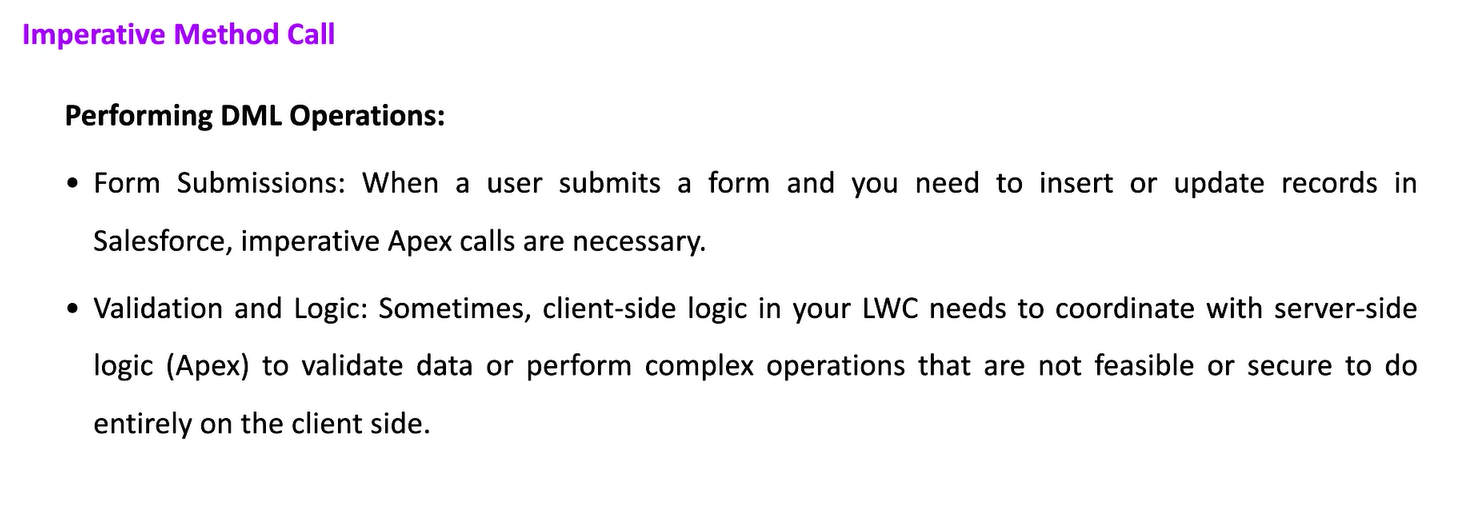 Imperative Method Call
Performing DML Operations:
• Form Submissions: When a user submits a form and you need to insert or update records in
Salesforce, imperative Apex calls are necessary.
• Validation and Logic: Sometimes, client-side logic in your LWC needs to coordinate with server-side
logic (Apex) to validate data or perform complex operations that are not feasible or secure to do
entirely on the client side.